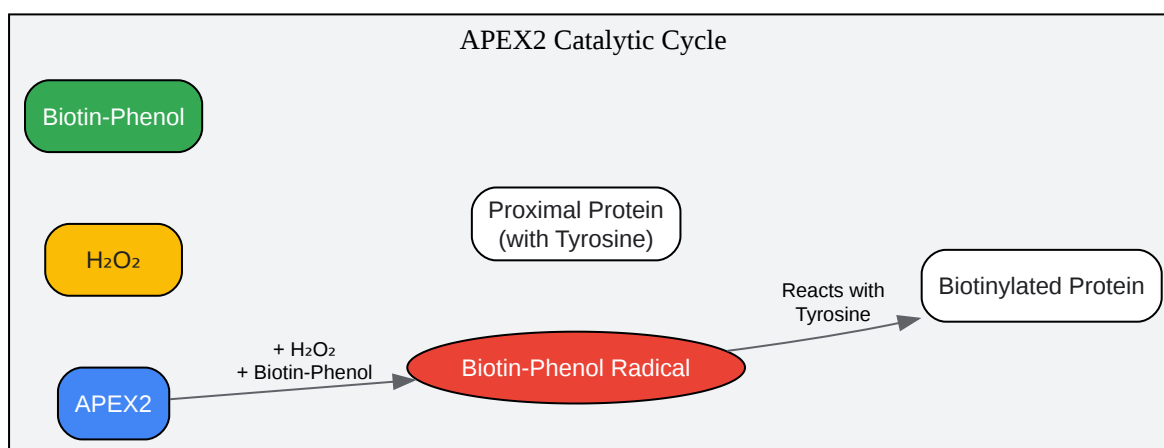 APEX2 Catalytic Cycle
Biotin-Phenol
Proximal Protein
(with Tyrosine)
H₂O₂
Biotinylated Protein
Reacts with
Tyrosine
+ H₂O₂
+ Biotin-Phenol
Biotin-Phenol Radical
APEX2